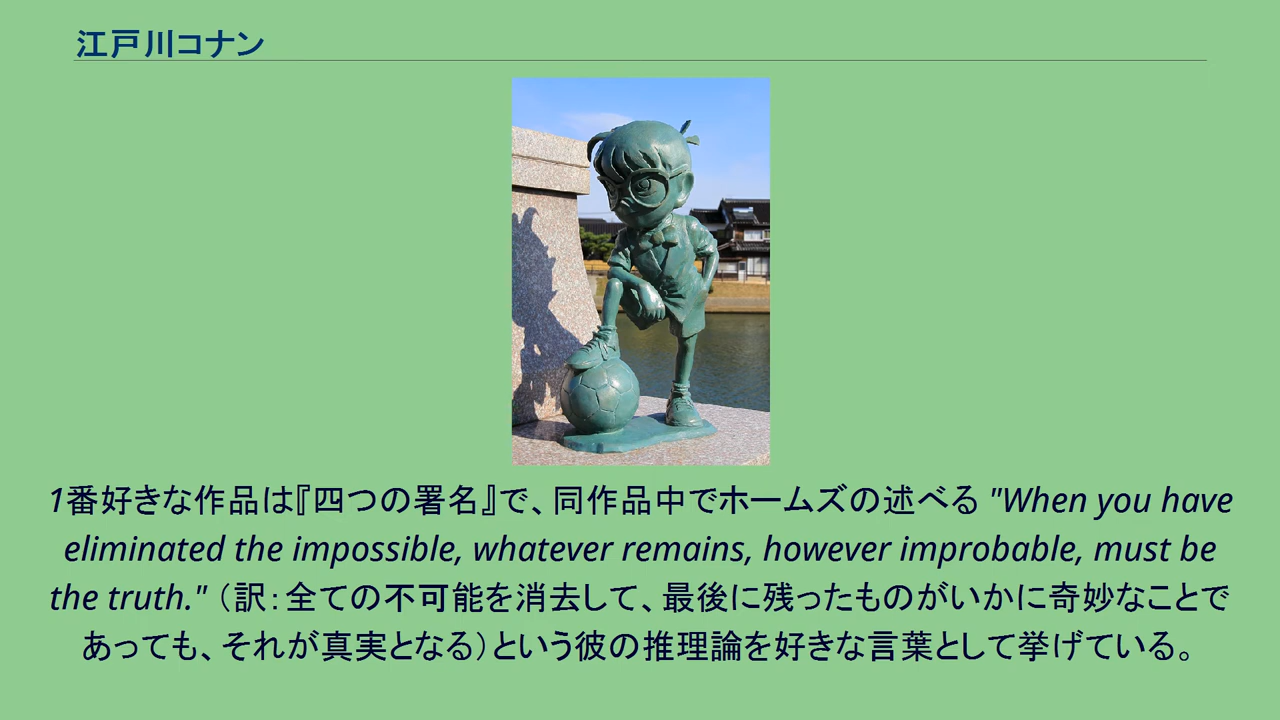 江戸川コナン
1番好きな作品は『四つの署名』で、同作品中でホームズの述べる "When you have
eliminated the impossible, whatever remains, however improbable, must be
the truth."（訳：全ての不可能を消去して、最後に残ったものがいかに奇妙なことで
あっても、それが真実となる）という彼の推理論を好きな言葉として挙げている。